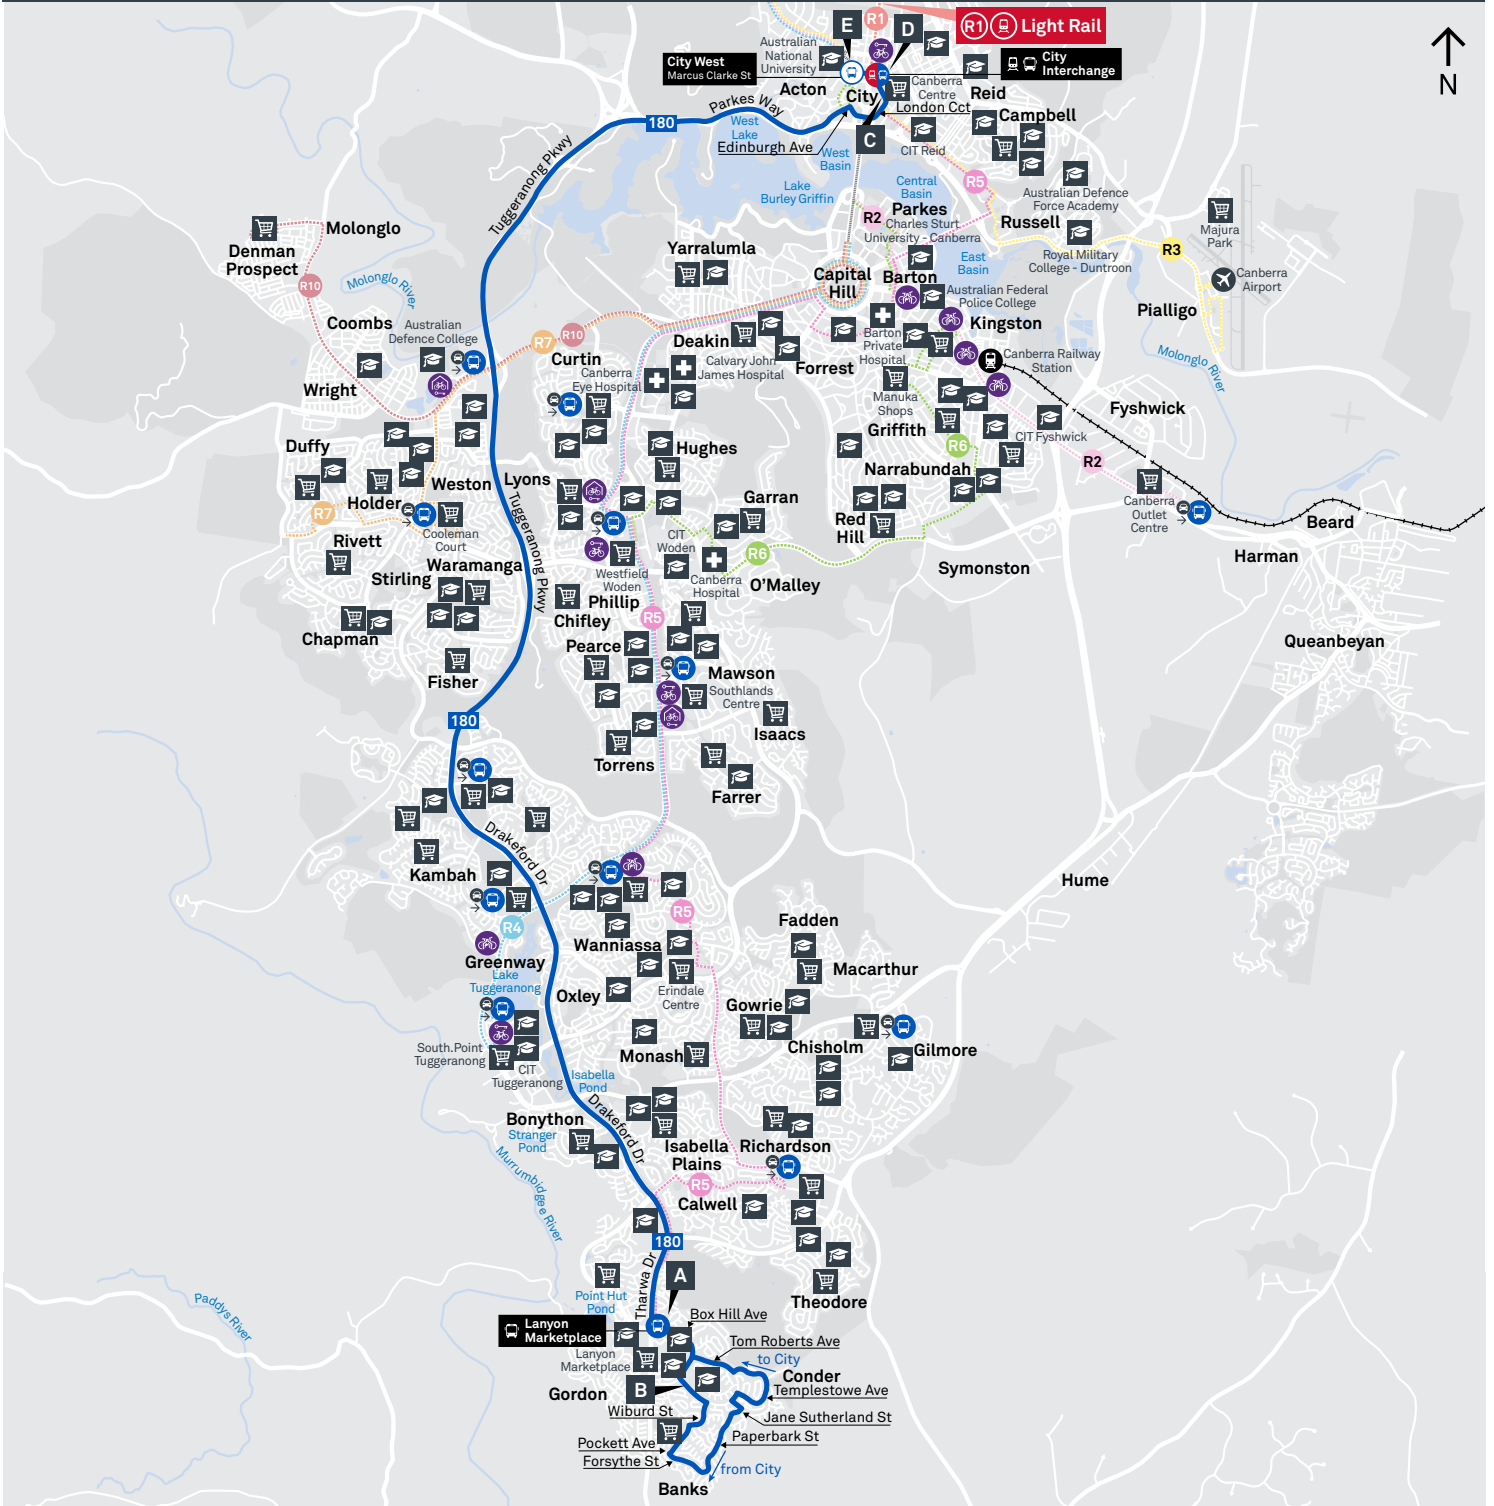 E
R1
D
R1 Light Rail
Australian
National
University
City West
Marcus Clarke St
City
Interchange
N
Acton
City
Canberra
Centre
Reid
London Cct
Parkes Way
180
West
Lake
Edinburgh Ave
C
Campbell
CIT Reid
West
Basin
Tuggeranong Pkwy
Lake
Burley Griffin
Central
Basin
R5
Australian Defence
Force Academy
R2
Parkes
Charles Sturt
University - Canberra
Russell
Majura
Park
Molonglo
Denman
Prospect
Yarralumla
East
Basin
Royal Military
College - Duntroon
R3
R10
Molonglo River
Capital
Hill
Barton
Canberra
Airport
Australian Federal
Police College
Pialligo
Coombs
Australian
Defence College
R7
R10
Deakin
Barton
Private
Hospital
Kingston
Curtin
Canberra
Eye Hospital
Calvary John
James Hospital
Forrest
Canberra Railway
Station
Molonglo River
Wright
Manuka
Shops
Fyshwick
Griffith
CIT Fyshwick
Duffy
Hughes
R6
R2
Narrabundah
Weston
Lyons
Holder
R7
Cooleman
Court
Tuggeranong Pkwy
Garran
Red
Hill
Canberra
Outlet
Centre
Beard
Rivett
CIT
Woden
R6
Harman
Waramanga
Stirling
Westfield
Woden
Canberra
Hospital
O'Malley
Symonston
Phillip
Chifley
R5
Chapman
Pearce
Queanbeyan
Fisher
Mawson
Southlands
Centre
180
Isaacs
Torrens
Farrer
Drakeford Dr
Kambah
Hume
R4
R5
Fadden
Wanniassa
Greenway
Lake
Tuggeranong
Macarthur
Oxley
Erindale
Centre
Gowrie
South.Point
Tuggeranong
CIT
Tuggeranong
Monash
Chisholm
Gilmore
Isabella
Pond
Drakeford Dr
Bonython
Stranger
Pond
Isabella
Plains
Richardson
Murrumbidgee River
R5
Calwell
180
Tharwa Dr
A
Theodore
Point Hut
Pond
Paddys River
Lanyon
Marketplace
Box Hill Ave
Tom Roberts Ave
Lanyon
Marketplace
to City
Conder
Gordon
B
Templestowe Ave
Wiburd St
Jane Sutherland St
Pockett Ave
Paperbark St
Forsythe St
from City
Banks